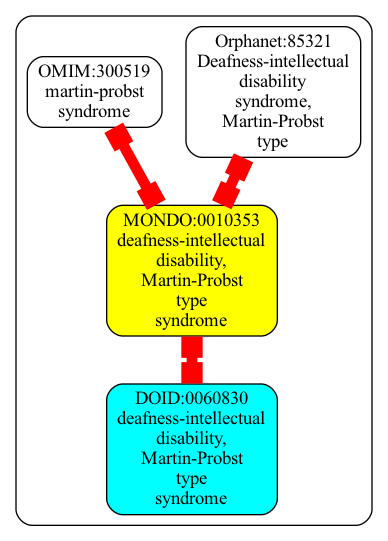 OMIM:300519
martin-probst
syndrome
Orphanet:85321
Deafness-intellectual
disability
syndrome,
Martin-Probst
type
MONDO:0010353
deafness-intellectual
disability,
Martin-Probst
type
syndrome
DOID:0060830
deafness-intellectual
disability,
Martin-Probst
type
syndrome